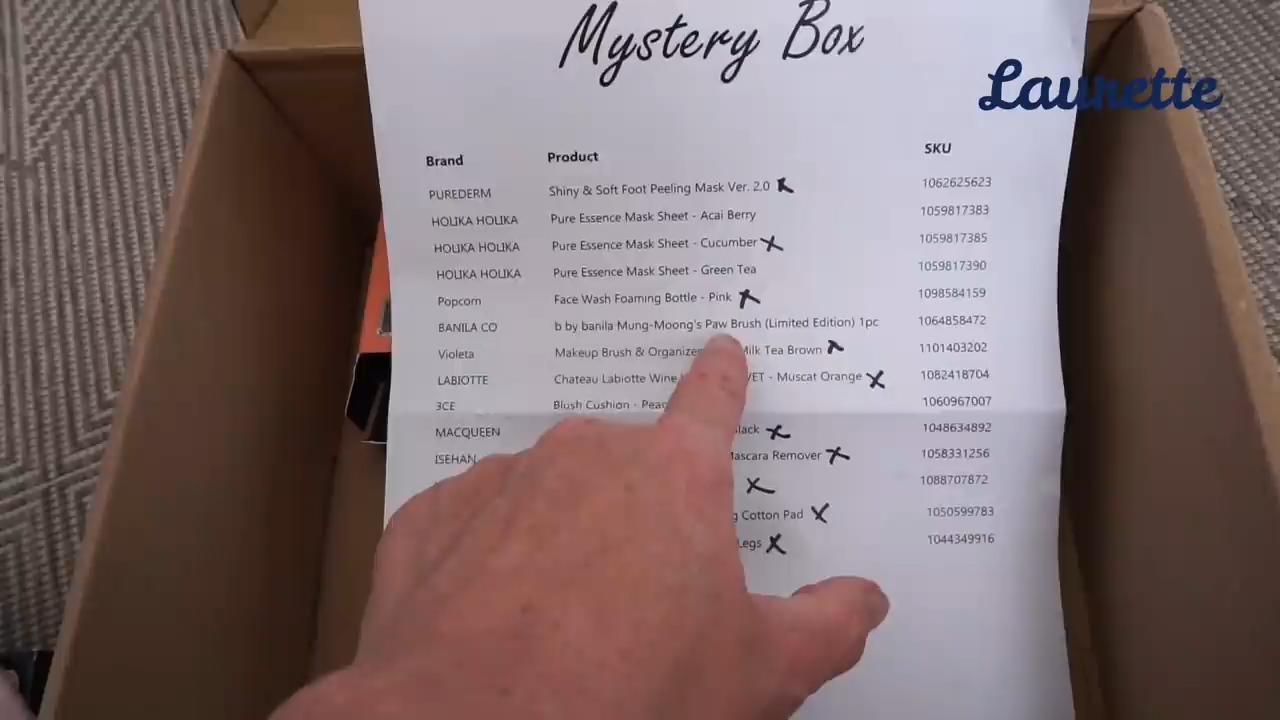 Mystery Box
Laurette
Brand Product SKU
PUREDERM Shiny & Soft Foot Peeling Mask Ver. 2.0 1062625623
HOLIKA HOLIKA Pure Essence Mask Sheet - Acai Berry 1059817383
HOLIKA HOLIKA Pure Essence Mask Sheet - Cucumber 1059817385
HOLIKA HOLIKA Pure Essence Mask Sheet - Green Tea 1059817390
Popcorn Face Wash Foaming Bottle - Pink 1098584159
BANILA CO b by banila Mung-Moong's Paw Brush (Limited Edition) 1pc 1064858472
Violeta Makeup Brush & Organizer Milk Tea Brown 1101403202
LABIOTTE Chateau Labiotte Wine - Muscat Orange 1082418704
3CE Blush Cushion - 1060967007
MACQUEEN 1048634892
ISEHAN Mascara Remover 1058331256
1088707872
Cotton Pad 1050599783
Legs 1044349916